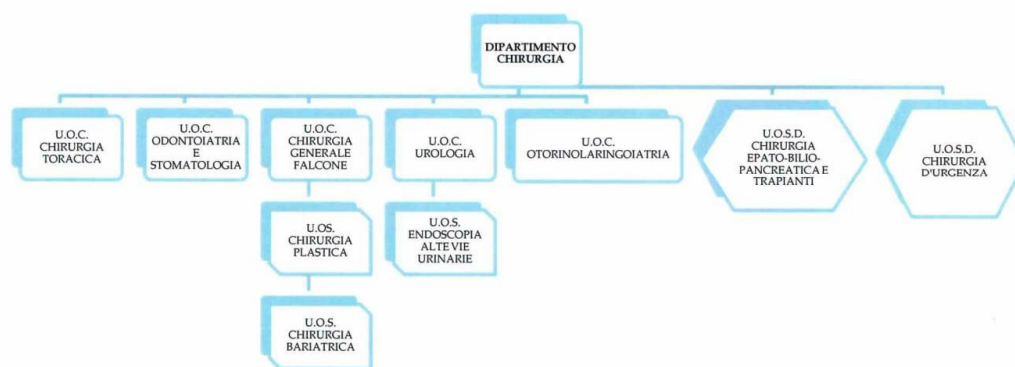 DIPARTIMENTO
CHIRURGIA
U.O.C.
CHIRURGIA
TORACICA
U.O.C.
ODONTOIATRIA
E
STOMATOLOGIA
U.O.C.
CHIRURGIA
GENERALE
FALCONE
U.O.C.
UROLOGIA
U.O.C.
OTORINOLARINGOIATRIA
U.O.S.D.
CHIRURGIA
EPATO-BILIO-
PANCREATICA E
TRAPIANTI
U.O.S.D.
CHIRURGIA
D'URGENZA
U.OS.
CHIRURGIA
PLASTICA
U.O.S.
ENDOSCOPIA
ALTE VIE
URINARIE
U.O.S.
CHIRURGIA
BARIATRICA